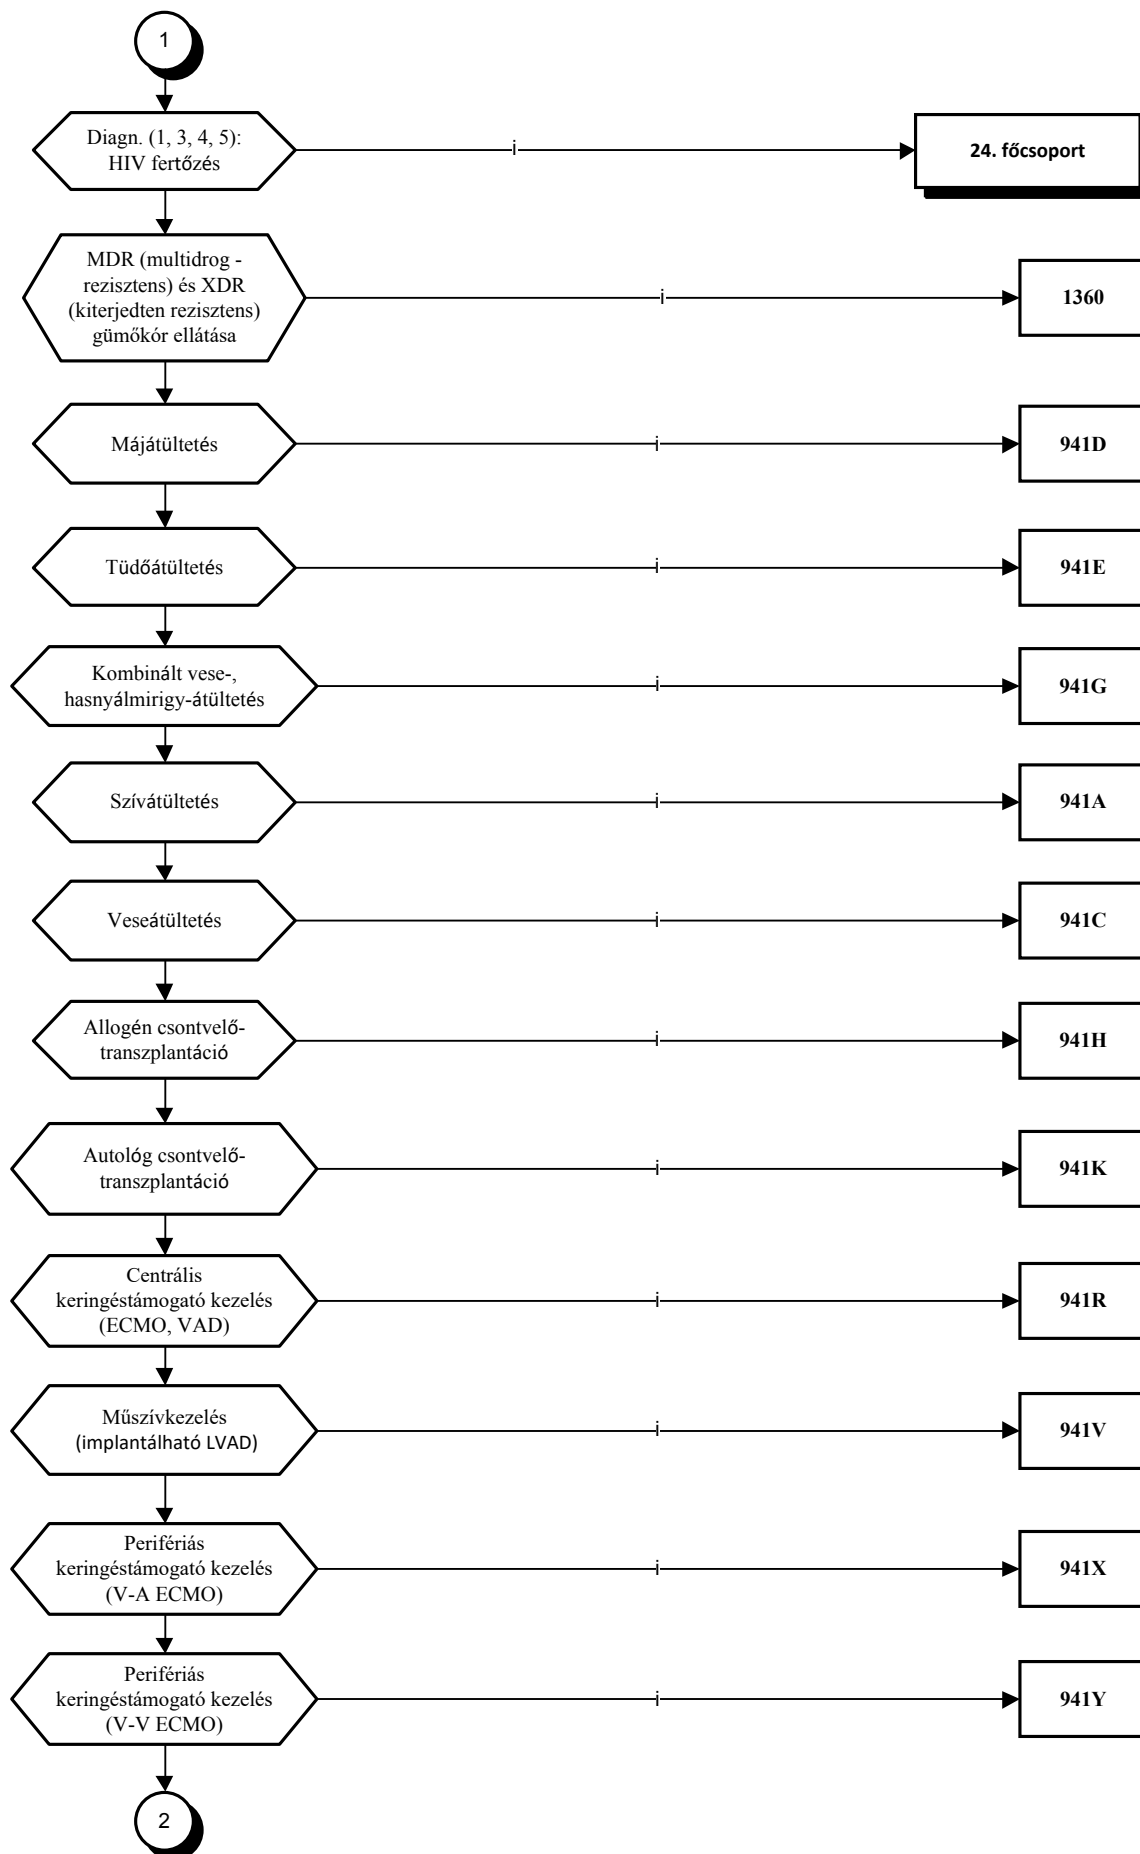 1
Diagn. (1, 3, 4, 5):
HIV fertőzés
i
24. főcsoport
MDR (multidrog -
rezisztens) és XDR
(kiterjedten rezisztens)
gümőkór ellátása
i
1360
Májátültetés
i
941D
Tüdőátültetés
i
941E
Kombinált vese-,
hasnyálmirigy-átültetés
i
941G
Szívátültetés
i
941A
Veseátültetés
i
941C
Allogén csontvelő-
transzplantáció
i
941H
Autológ csontvelő-
transzplantáció
i
941K
Centrális
keringéstámogató kezelés
(ECMO, VAD)
i
941R
Műszívkezelés
(implantálható LVAD)
i
941V
Perifériás
keringéstámogató kezelés
(V-A ECMO)
i
941X
Perifériás
keringéstámogató kezelés
(V-V ECMO)
i
941Y
2